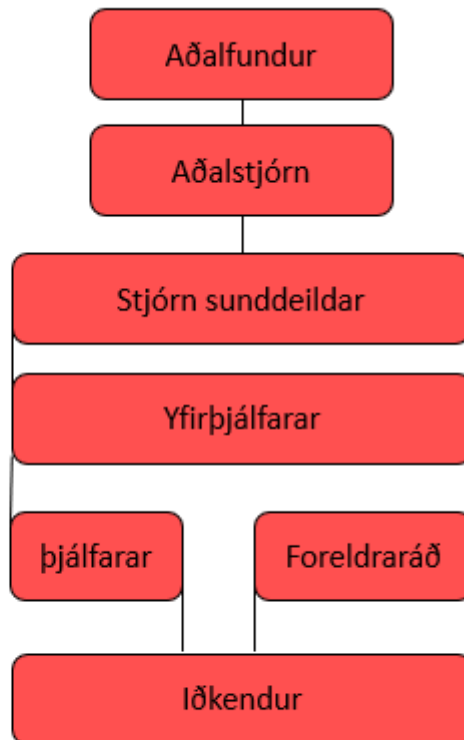 Aðalfundur
Aðalstjórn
Stjórn sunddeildar
Yfirþjálfarar
þjálfarar
Foreldraráð
Iðkendur